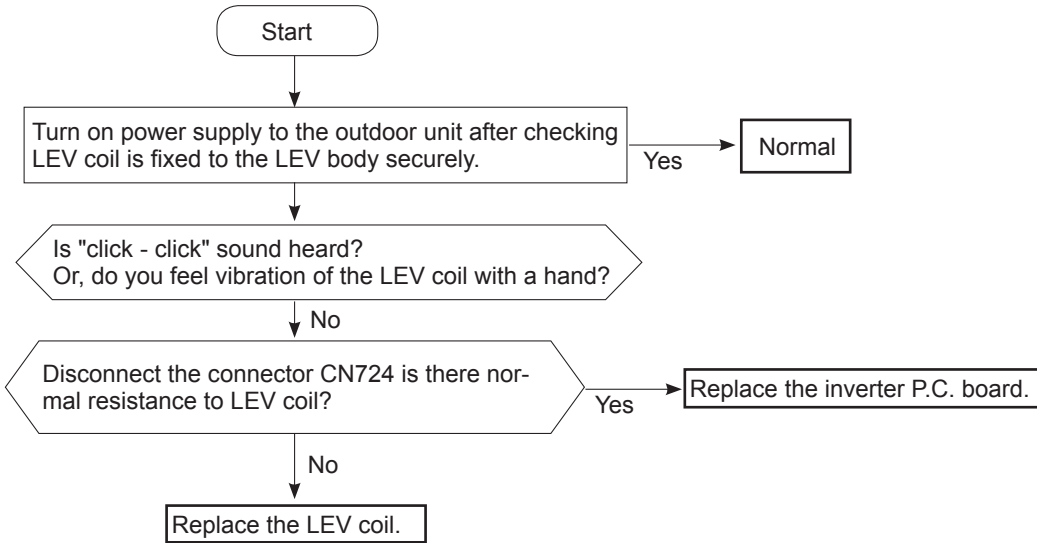 Start
Turn on power supply to the outdoor unit after checking
LEV coil is fixed to the LEV body securely.
Yes
Normal
Is "click - click" sound heard?
Or, do you feel vibration of the LEV coil with a hand?
No
Disconnect the connector CN724 is there nor-
mal resistance to LEV coil?
Yes
Replace the inverter P.C. board.
No
Replace the LEV coil.